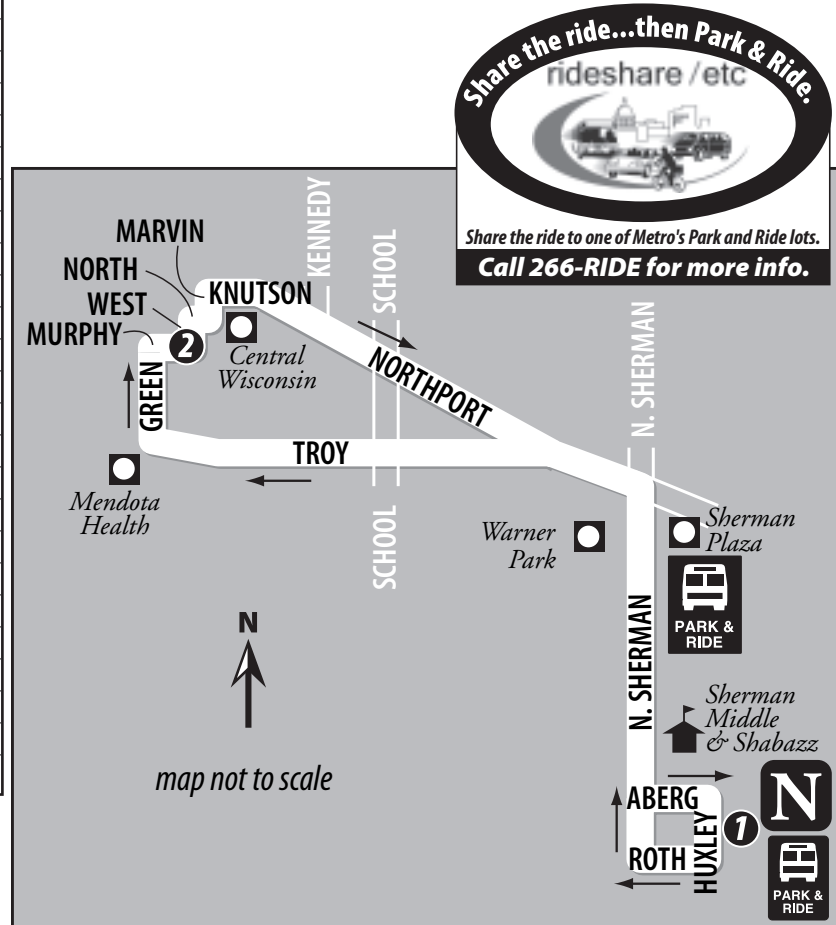 Share the ride...then Park & Ride.
rideshare / etc
Share the ride to one of Metro's Park and Ride lots.
Call 266-RIDE for more info.
MARVIN
NORTH
WEST
MURPHY
KNUTSON
KENNEDY
SCHOOL
2
Central
Wisconsin
NORTHPORT
N. SHERMAN
GREEN
TROY
Mendota
Health
SCHOOL
Warner
Park
Sherman
Plaza
PARK &
RIDE
N
N. SHERMAN
Sherman
Middle
& Shabazz
map not to scale
ABERG
HUXLEY
1
N
ROTH
PARK &
RIDE